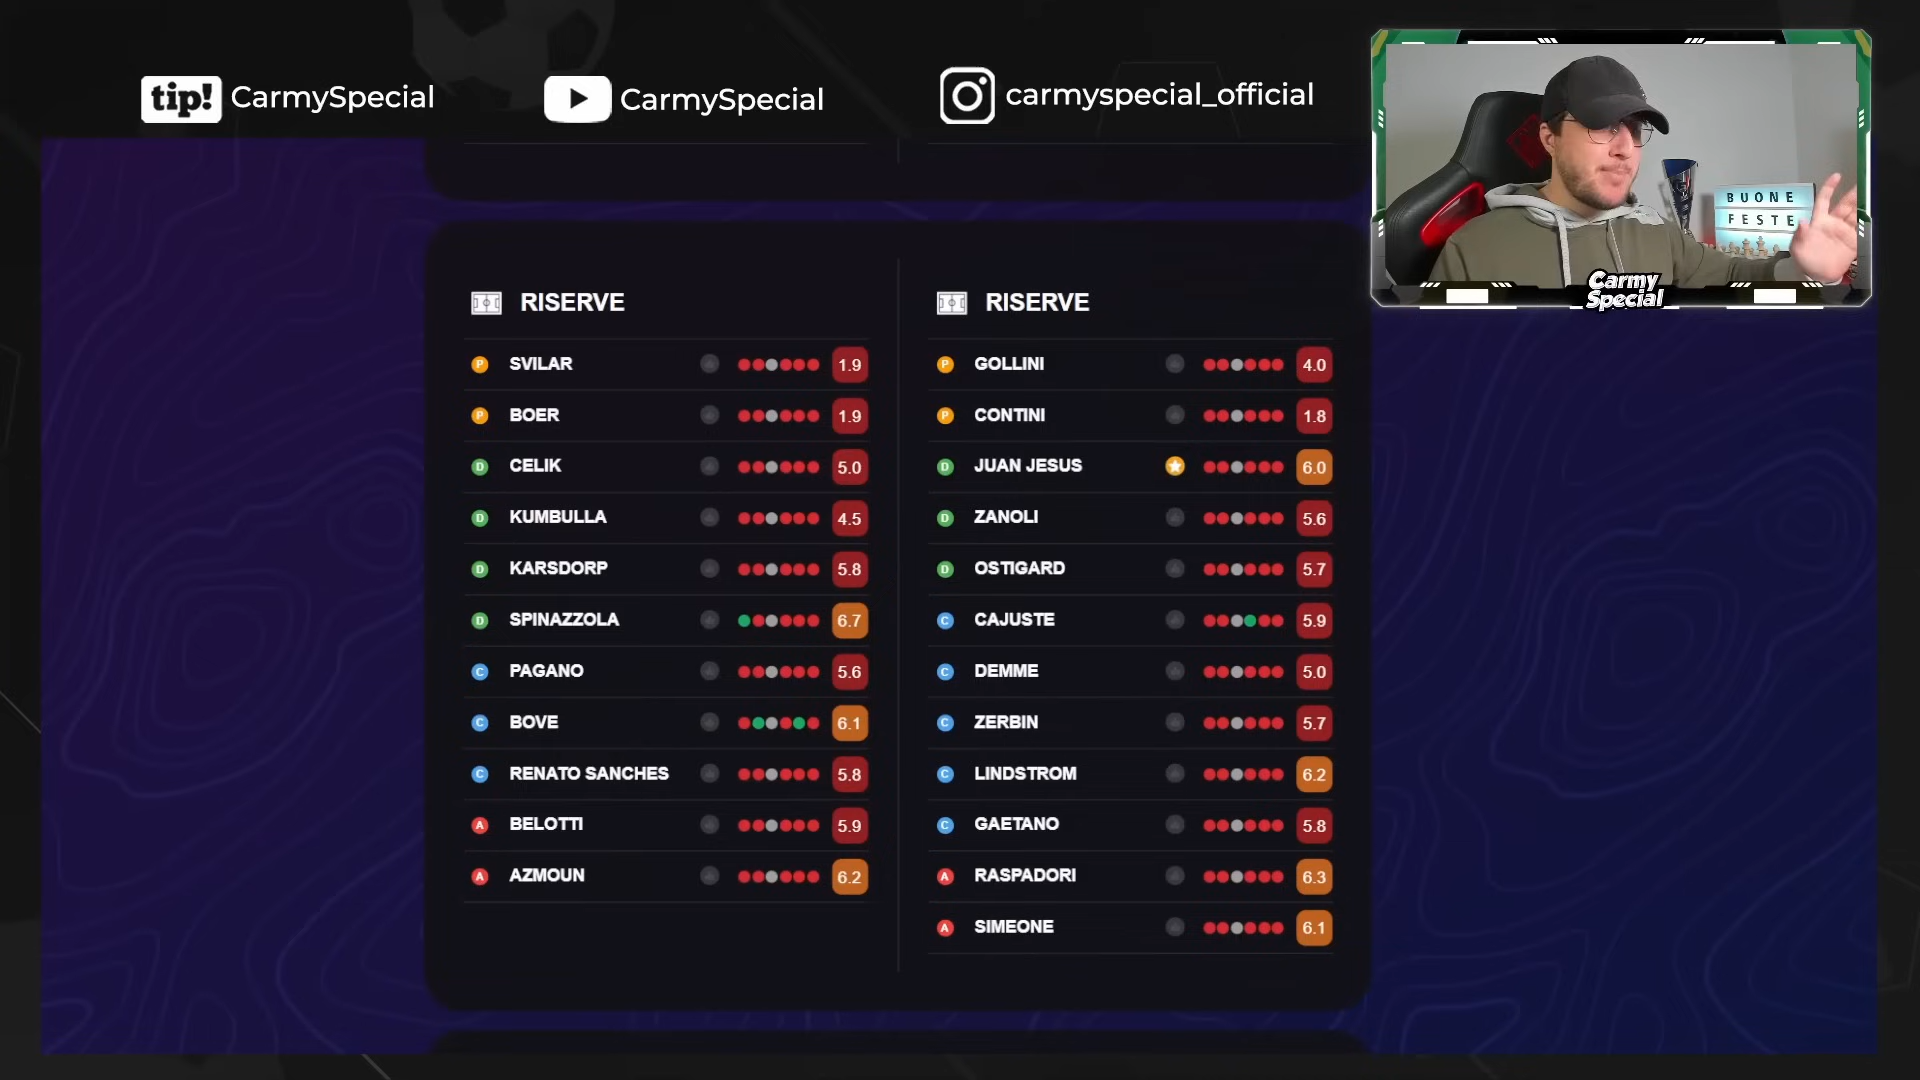 tip! CarmySpecial
CarmySpecial
carmyspecial_official
BUONE
FESTE
Carmy
Special
RISERVE
P SVILAR 1.9
P BOER 1.9
D CELIK 5.0
D KUMBULLA 4.5
D KARSDORP 5.8
D SPINAZZOLA 6.7
C PAGANO 5.6
C BOVE 6.1
C RENATO SANCHES 5.8
A BELOTTI 5.9
A AZMOUN 6.2
RISERVE
P GOLLINI 4.0
P CONTINI 1.8
D JUAN JESUS 6.0
D ZANOLI 5.6
D OSTIGARD 5.7
C CAJUSTE 5.9
C DEMME 5.0
C ZERBIN 5.7
C LINDSTROM 6.2
C GAETANO 5.8
A RASPADORI 6.3
A SIMEONE 6.1